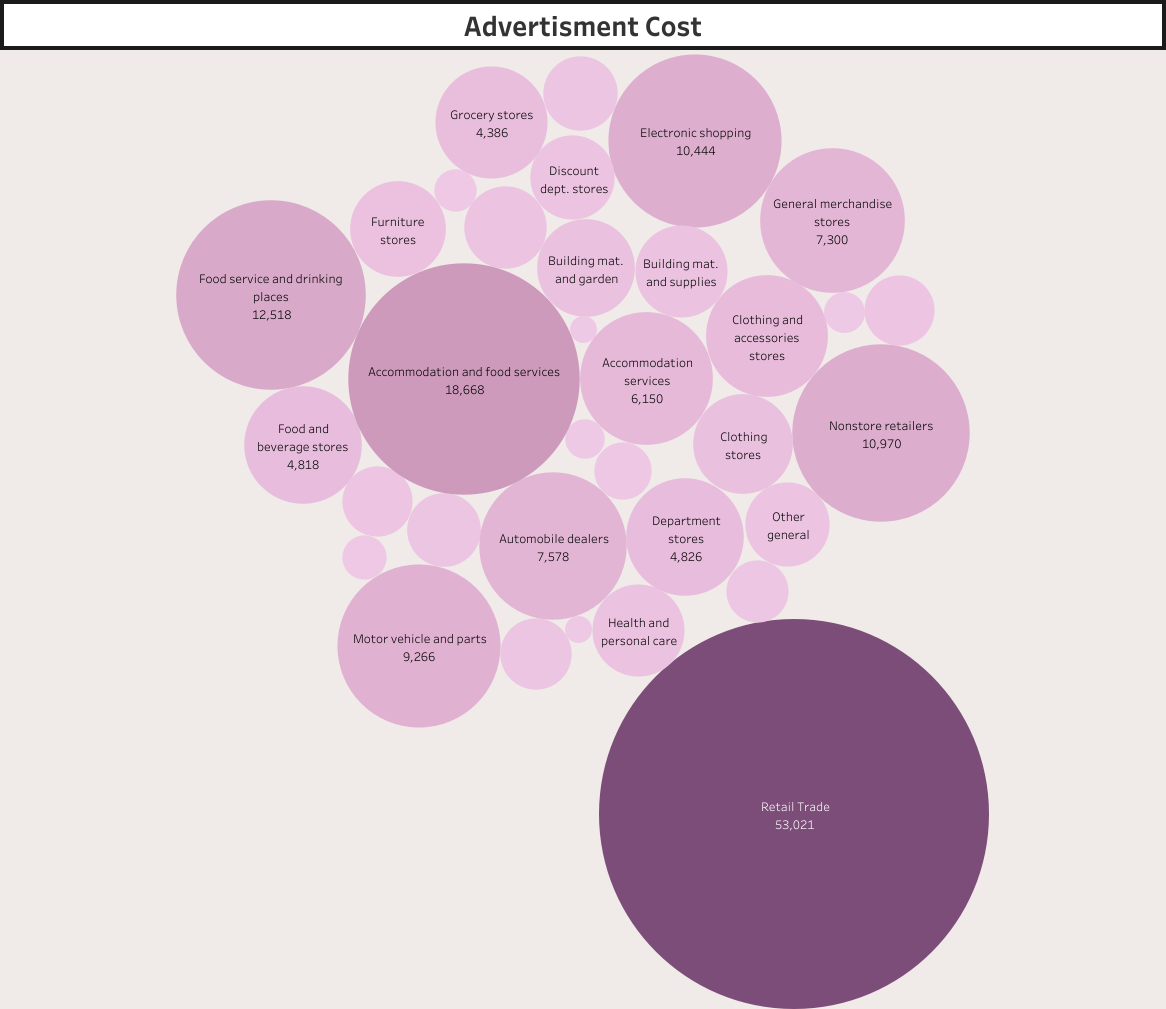 Advertisment Cost
Grocery stores
4,386
Electronic shopping
10,444
Discount
dept. stores
General merchandise
stores
7,300
Furniture
stores
Building mat.
and garden
Building mat.
and supplies
Food service and drinking
places
12,518
Clothing and
accessories
stores
Accommodation and food services
18,668
Accommodation
services
6,150
Food and
beverage stores
4,818
Clothing
stores
Nonstore retailers
10,970
Automobile dealers
7,578
Department
stores
4,826
Other
general
Motor vehicle and parts
9,266
Health and
personal care
Retail Trade
53,021